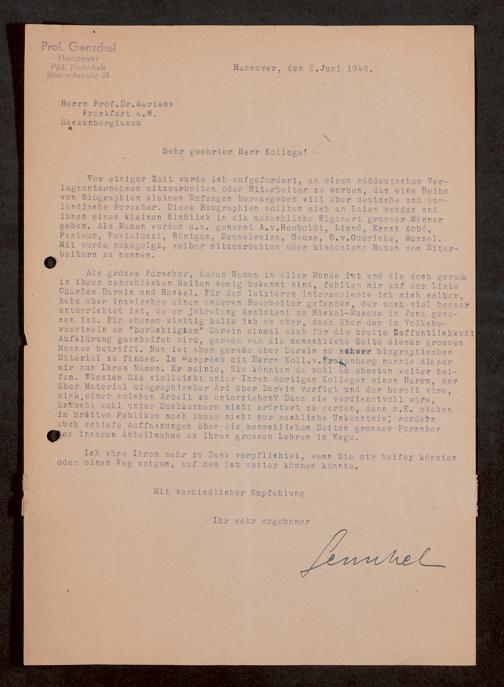 Prof. Genschel
Hannover
Päd. Hochschule
Bismarckstraße 35
Hannover, den 6.Juni 1948.
Herrn Prof.Dr.Mertens
Frankfurt a.M.
Senkenbergianum
Sehr geehrter Herr Kollege!
Vor einiger Zeit wurde ich aufgefordert, an einem süddeutschen Ver-
lagsunternehmen mitzuarbeiten oder Mitarbeiter zu werben, das eine Reihe
von Biographien kleinen Umfanges herausgeben will über deutsche und aus-
ländische Forscher. Diese Biographien sollten sich an Laien wenden und
ihnen einen kleinen Einblick in die menschliche Eigenart grosser Männer
geben. Als Namen wurden u.a. genannt A.v.Humboldt, Linné, Ernst Abbé,
Pasteur, Pestalozzi, Röntgen, Semmelweiss, Gauss, O.v.Guericke, Bunsel.
Mir wurde nahegelegt, selber mitzuarbeiten oder mindestens Namen von Mitar-
beitern zu nennen.
Als grosse Forscher, deren Namen in aller Munde ist und die doch gerade
in ihren menschlichen Seiten wenig bekannt sind, fehlten mir auf der Liste
Charles Darwin und Häckel. Für den letzteren interessierte ich mich selber,
habe aber inzwischen einen anderen Bearbeiter gefunden, der noch viel besser
unterrichtet ist, da er jahrelang Assistent am Häckel-Museum in Jena gewe-
sen ist. Für ebenso wichtig halte ich es aber, dass über den im Volksbe-
wusstsein so "berüchtigten" Darwin einmal auch für die breite Oeffentlichkeit
Aufklärung geschaffen wird, gerade was die menschliche Seite dieses grossen
Mannes betrifft. Nun ist aber gerade über Darwin so schwer biographisches
Material zu finden. Im Gespräch mit Herrn Koll.v.Frankenberg nannte dieser
mir nun Ihren Namen. Er meinte, Sie könnten da wohl am ehesten weiter hel-
fen. Wüssten Sie vielleicht unter Ihren dortigen Kollegen einen Herrn, der
über Material biographischer Art über Darwin verfügt und der bereit wäre,
sich einer solchen Arbeit zu unterziehen? Dass sie verdienstvoll wäre,
braucht wohl unter Sachkennern nicht erörtert zu werden, denn m.E. stehen
im breiten Publikum noch immer nicht nur sachliche Unkenntnis, sondern
auch schiefe Auffassungen über die menschlichen Seiten grosser Forscher
der inneren Anteilnahme an ihren grossen Lehren im Wege.
Ich wäre Ihnen sehr zu Dank verpflichtet, wenn Sie mir helfen könnten
oder einen Weg zeigen, auf dem ich weiter kommen könnte.
Mit verbindlicher Empfehlung
Ihr sehr ergebener
Genschel